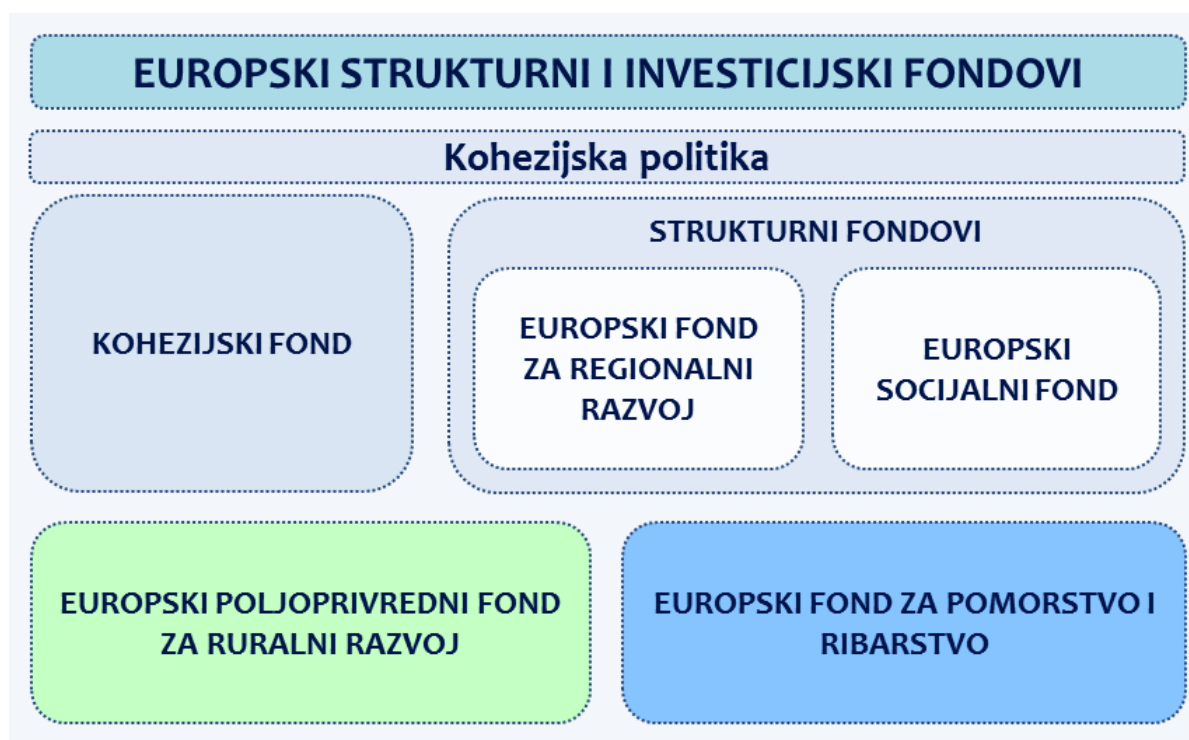 EUROPSKI STRUKTURNI I INVESTICIJSKI FONDOVI
Kohezijska politika
KOHEZIJSKI FOND
STRUKTURNI FONDOVI
EUROPSKI FOND
ZA REGIONALNI
RAZVOJ
EUROPSKI
SOCIJALNI FOND
EUROPSKI POLJOPRIVREDNI FOND
ZA RURALNI RAZVOJ
EUROPSKI FOND ZA POMORSTVO I
RIBARSTVO